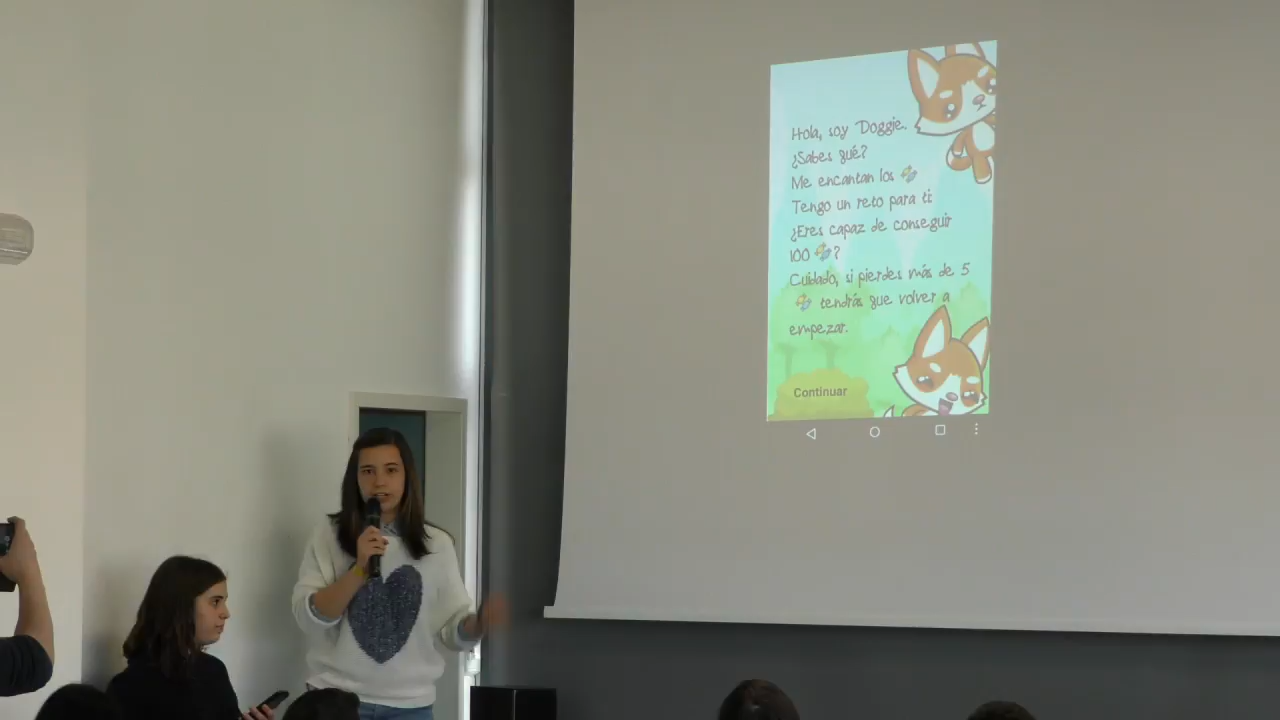 Hola, soy Doggie.
¿Sabes qué?
Me encantan los
Tengo un reto para ti:
¿Eres capaz de conseguir
100 ?
Cuidado, si pierdes más de 5
tendrás que volver a
empezar.
Continuar